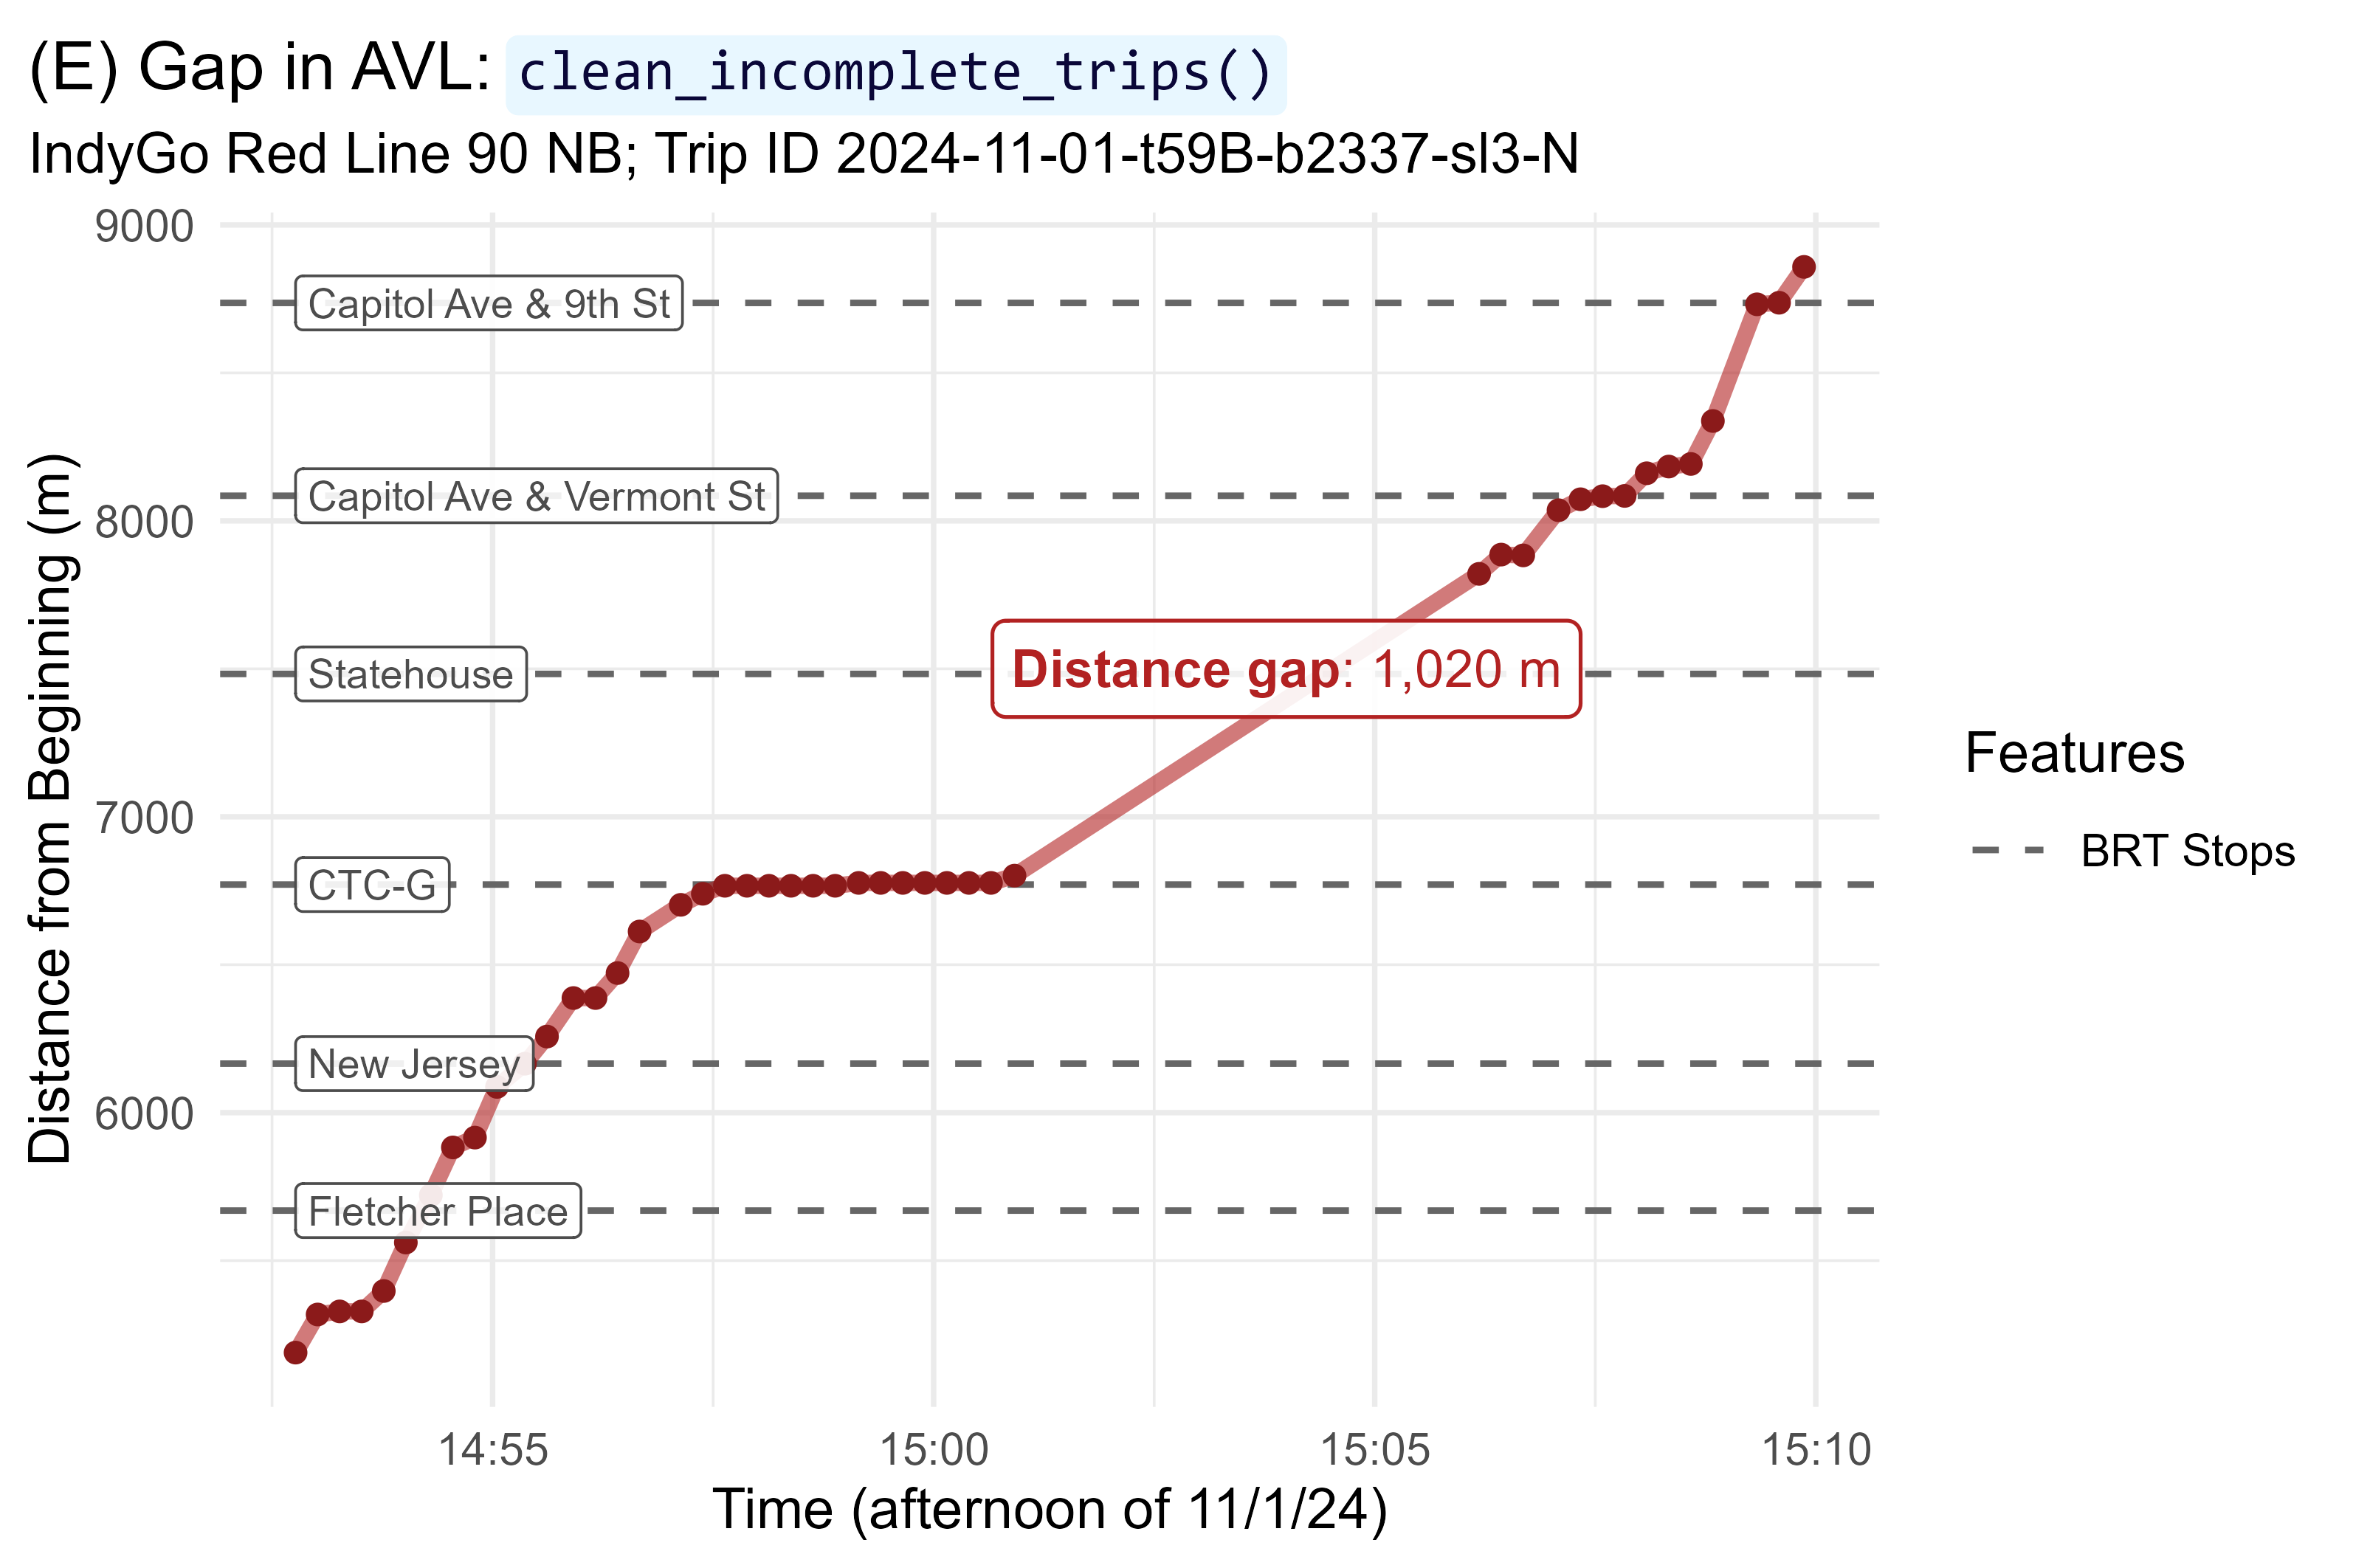 (E) Gap in AVL: clean_incomplete_trips()
IndyGo Red Line 90 NB; Trip ID 2024-11-01-t59B-b2337-sl3-N
Distance from Beginning (m)
9000
8000
7000
6000
Capitol Ave & 9th St
Capitol Ave & Vermont St
Statehouse
CTC-G
New Jersey
Fletcher Place
Distance gap: 1,020 m
14:55
15:00
15:05
15:10
Time (afternoon of 11/1/24)
Features
BRT Stops